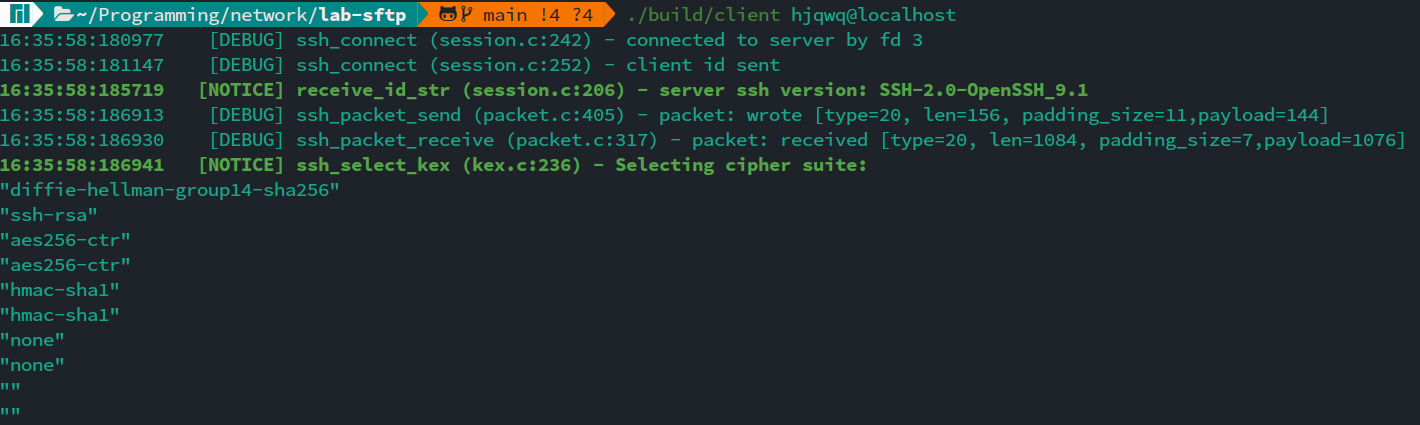 ~/Programming/network/lab-sftp main !4 ?4 ./build/client hjqwq@localhost
16:35:58:180977 [DEBUG] ssh_connect (session.c:242) - connected to server by fd 3
16:35:58:181147 [DEBUG] ssh_connect (session.c:252) - client id sent
16:35:58:185719 [NOTICE] receive_id_str (session.c:206) - server ssh version: SSH-2.0-OpenSSH_9.1
16:35:58:186913 [DEBUG] ssh_packet_send (packet.c:405) - packet: wrote [type=20, len=156, padding_size=11,payload=144]
16:35:58:186930 [DEBUG] ssh_packet_receive (packet.c:317) - packet: received [type=20, len=1084, padding_size=7,payload=1076]
16:35:58:186941 [NOTICE] ssh_select_kex (kex.c:236) - Selecting cipher suite:
"diffie-hellman-group14-sha256"
"ssh-rsa"
"aes256-ctr"
"aes256-ctr"
"hmac-sha1"
"hmac-sha1"
"none"
"none"
""
""